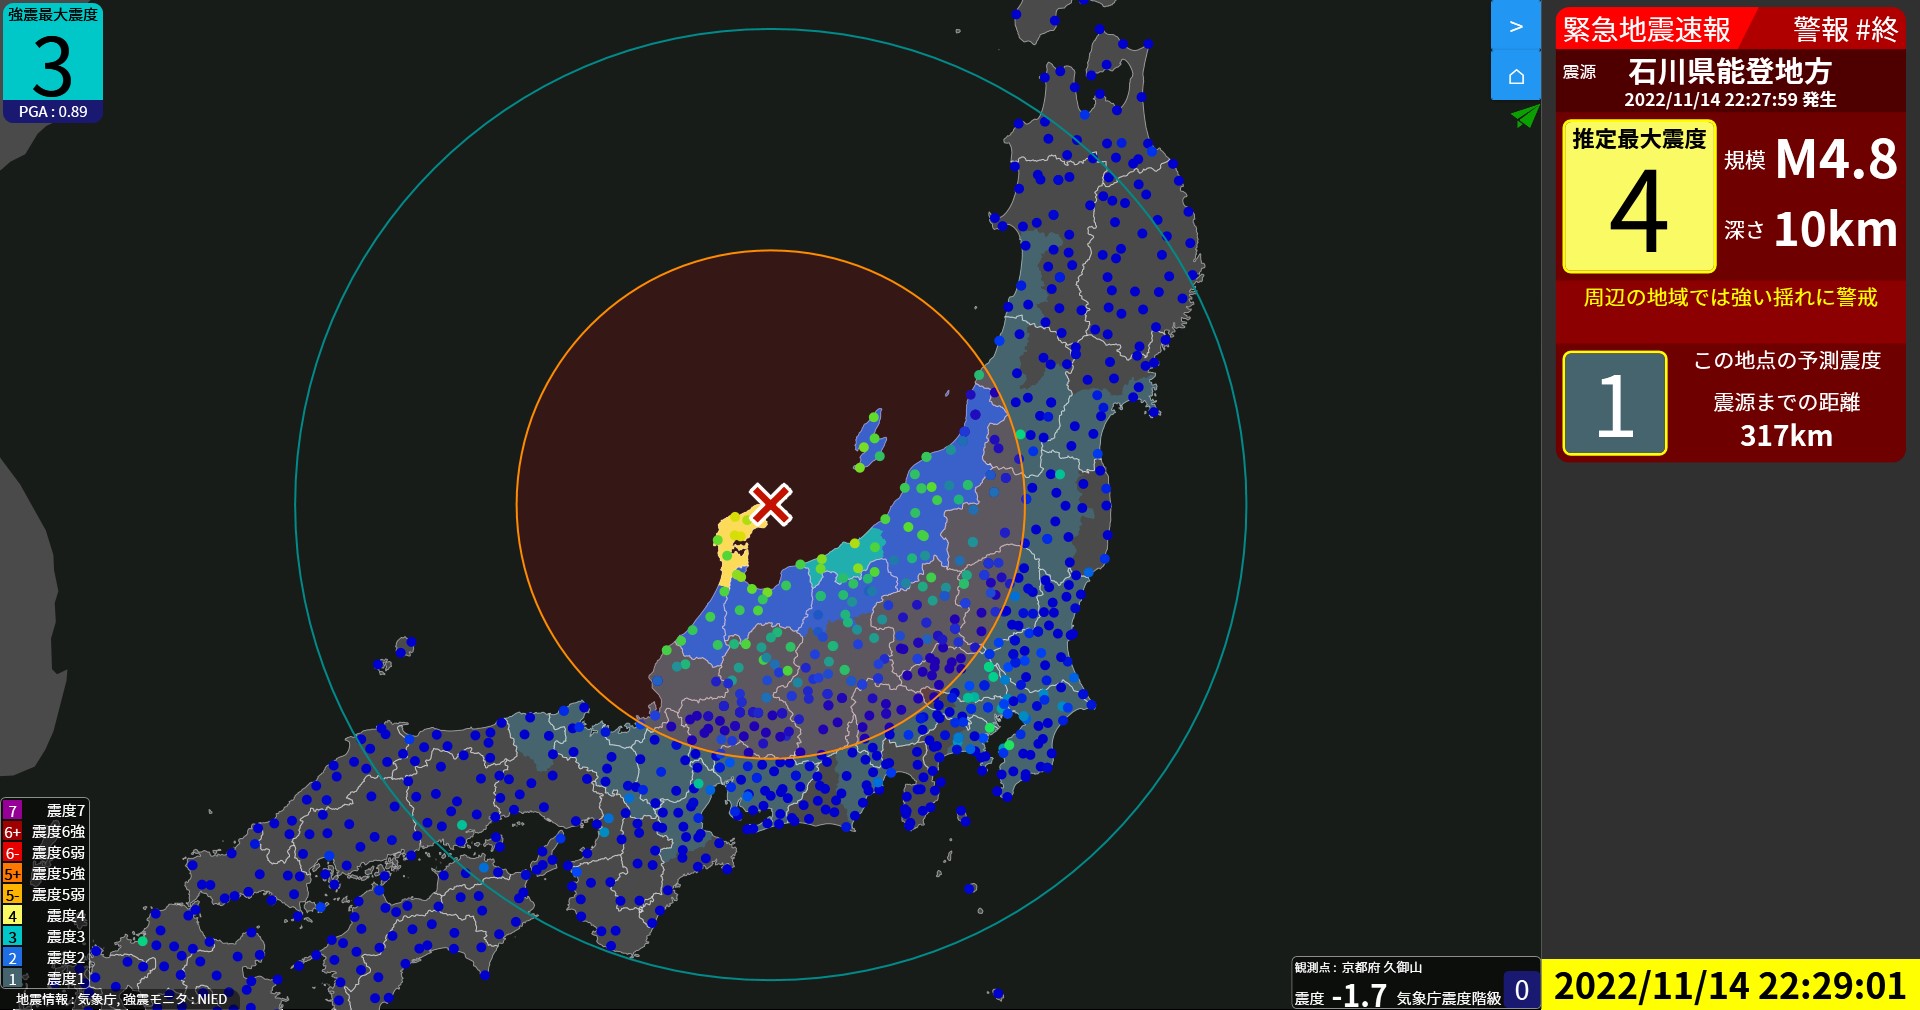 強震最大震度
3
PGA : 0.89
>
緊急地震速報 警報 #終
震源 石川県能登地方
2022/11/14 22:27:59 発生
推定最大震度
4
規模 M4.8
深さ 10km
周辺の地域では強い揺れに警戒
1
この地点の予測震度
震源までの距離
317km
7 震度7
6+ 震度6強
6- 震度6弱
5+ 震度5強
5- 震度5弱
4 震度4
3 震度3
2 震度2
1 震度1
地震情報 : 気象庁, 強震モニタ : NIED
観測点 : 京都府 久御山
震度 -1.7 気象庁震度階級 0
2022/11/14 22:29:01